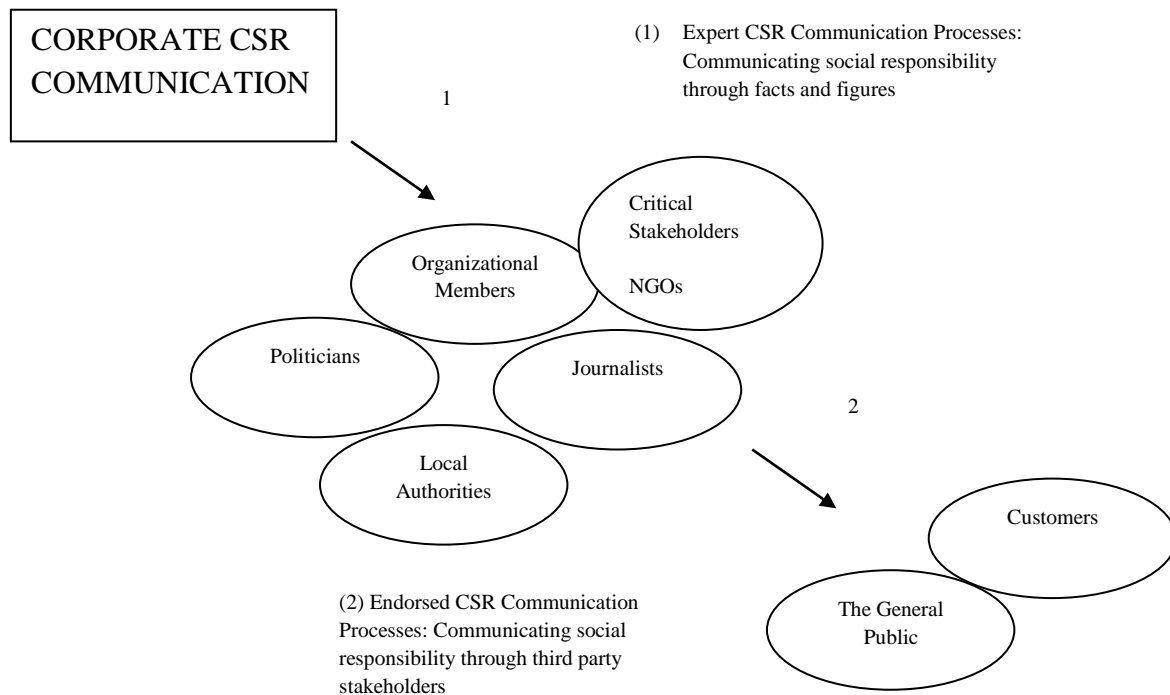 CORPORATE CSR
COMMUNICATION
(1) Expert CSR Communication Processes:
Communicating social responsibility
through facts and figures
1
Critical
Stakeholders
NGOs
Organizational
Members
Politicians
Journalists
2
Local
Authorities
Customers
(2) Endorsed CSR Communication
Processes: Communicating social
responsibility through third party
stakeholders
The General
Public